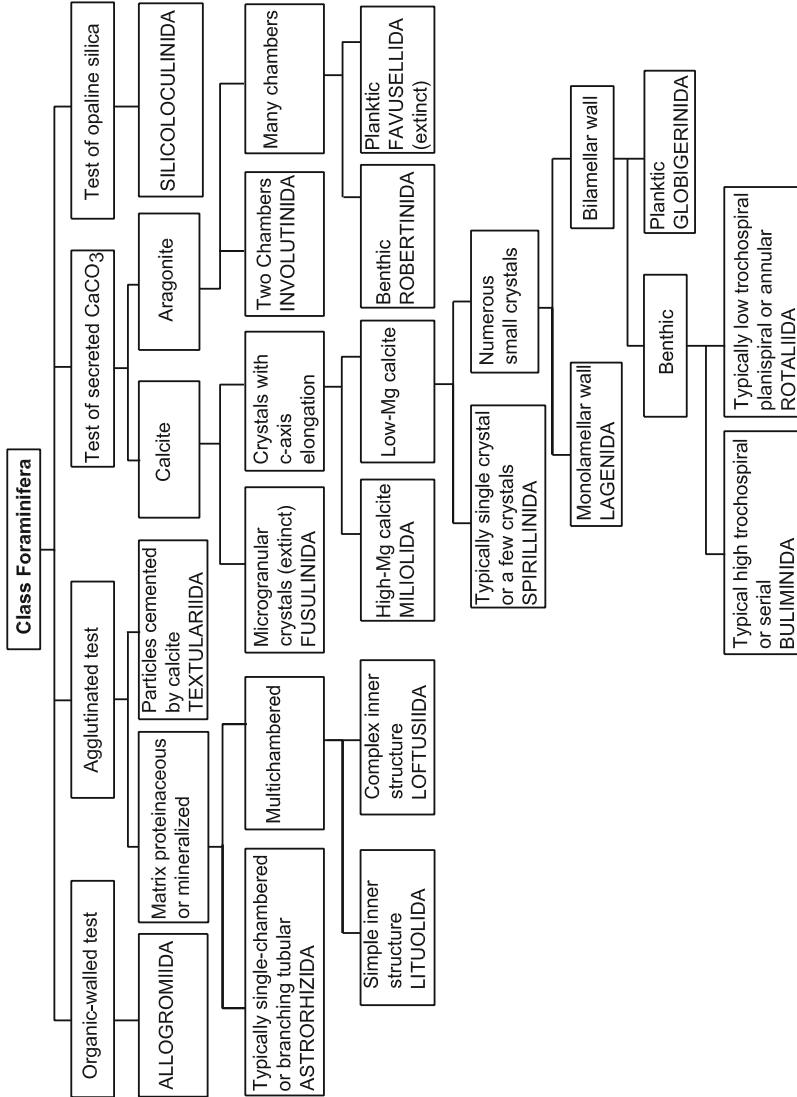 Class Foraminifera
Organic-walled test
Agglutinated test
Test of secreted CaCO3
Test of opaline silica
ALLOGROMIIDA
Matrix proteinaceous
or mineralized
Particles cemented
by calcite
TEXTULARIIDA
Calcite
Aragonite
SILICOLOCULINIDA
Typically single-chambered
or branching tubular
ASTRORHIZIDA
Multichambered
Microgranular
crystals (extinct)
FUSULINIDA
Crystals with
c-axis
elongation
Two Chambers
INVOLUTINIDA
Many chambers
Simple inner
structure
LITUOLIDA
Complex inner
structure
LOFTUSIIDA
High-Mg calcite
MILIOLIDA
Low-Mg calcite
Benthic
ROBERTINIDA
Planktic
FAVUSELLIDA
(extinct)
Typically single crystal
or a few crystals
SPIRILLINIDA
Numerous
small crystals
Monolamellar wall
LAGENIDA
Bilamellar wall
Benthic
Planktic
GLOBIGERINIDA
Typical high trochospiral
or serial
BULIMINIDA
Typically low trochospiral
planispiral or annular
ROTALIIDA